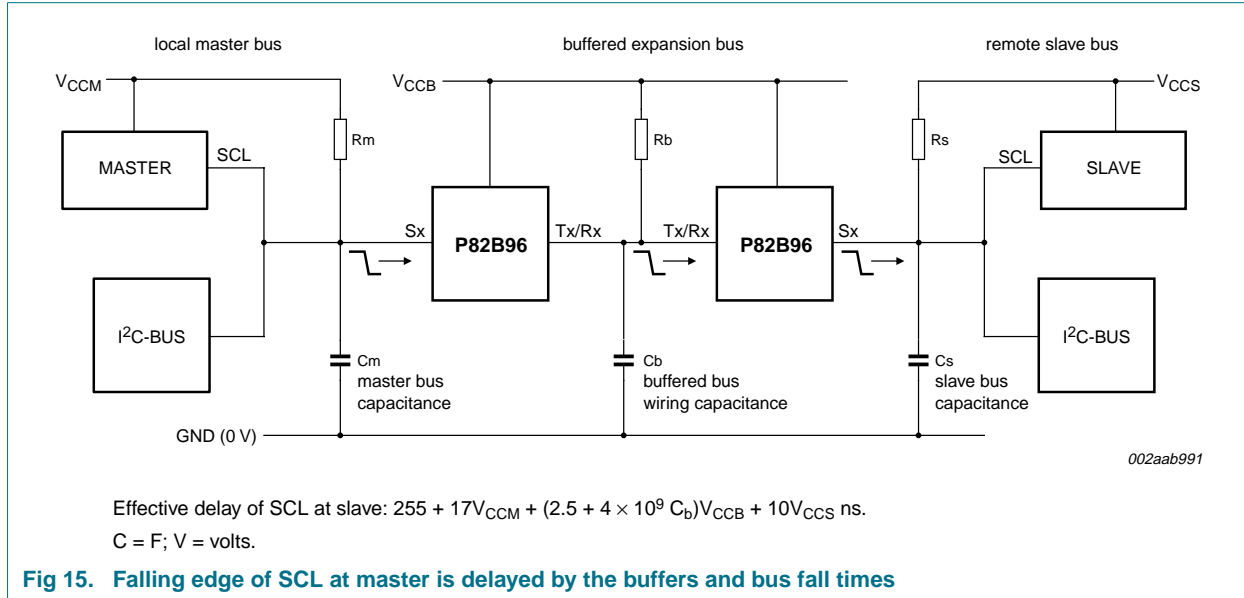 local master bus
buffered expansion bus
remote slave bus
VCCM
VCCB
VCCS
Rm
Rb
Rs
MASTER
SCL
SCL
SLAVE
Sx
P82B96
Tx/Rx
Tx/Rx
P82B96
Sx
I²C-BUS
I²C-BUS
Cm
master bus
capacitance
Cb
buffered bus
wiring capacitance
Cs
slave bus
capacitance
GND (0 V)
002aab991
Effective delay of SCL at slave: 255 + 17VCCM + (2.5 + 4 × 10⁹ Cb)VCCB + 10VCCS ns.
C = F; V = volts.
Fig 15. Falling edge of SCL at master is delayed by the buffers and bus fall times